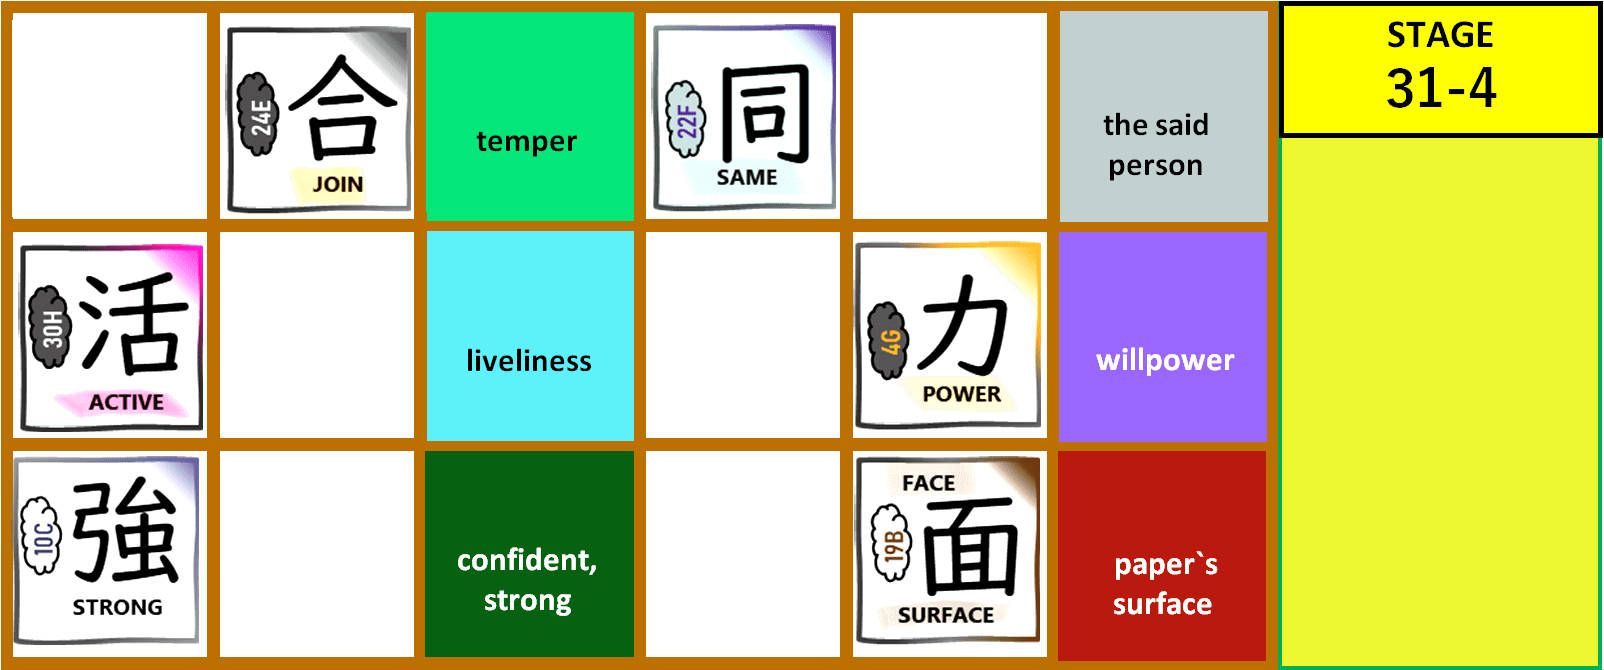 24E
合
JOIN
temper
22F
同
SAME
the said
person
STAGE
31-4
30H
活
ACTIVE
liveliness
4G
力
POWER
willpower
10C
強
STRONG
confident,
strong
FACE
19B
面
SURFACE
paper`s
surface